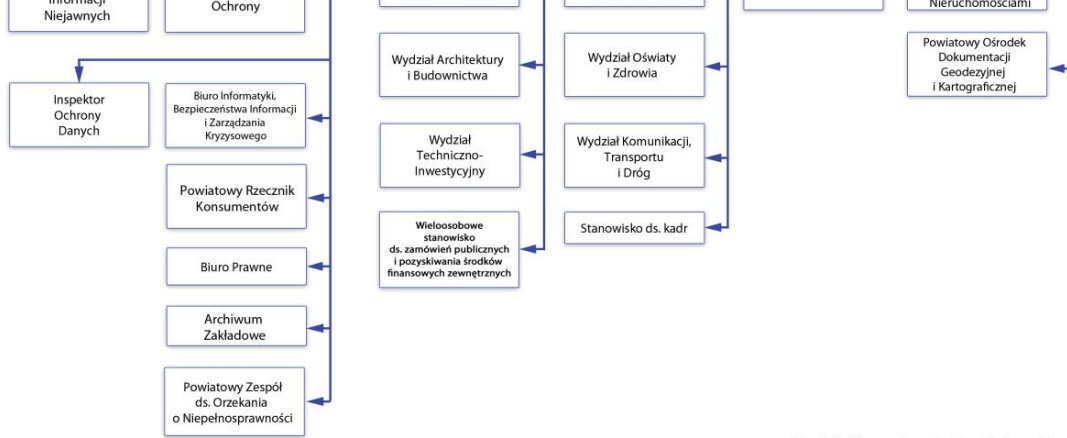 Informacji
Niejawnych
Ochrony
Inspektor
Ochrony
Danych
Biuro Informatyki,
Bezpieczeństwa Informacji
i Zarządzania
Kryzysowego
Powiatowy Rzecznik
Konsumentów
Biuro Prawne
Archiwum
Zakładowe
Powiatowy Zespół
ds. Orzekania
o Niepełnosprawności
Wydział Architektury
i Budownictwa
Wydział
Techniczno-
Inwestycyjny
Wieloosobowe
stanowisko
ds. zamówień publicznych
i pozyskiwania środków
finansowych zewnętrznych
Wydział Oświaty
i Zdrowia
Wydział Komunikacji,
Transportu
i Dróg
Stanowisko ds. kadr
Nieruchomościami
Powiatowy Ośrodek
Dokumentacji
Geodezyjnej
i Kartograficznej